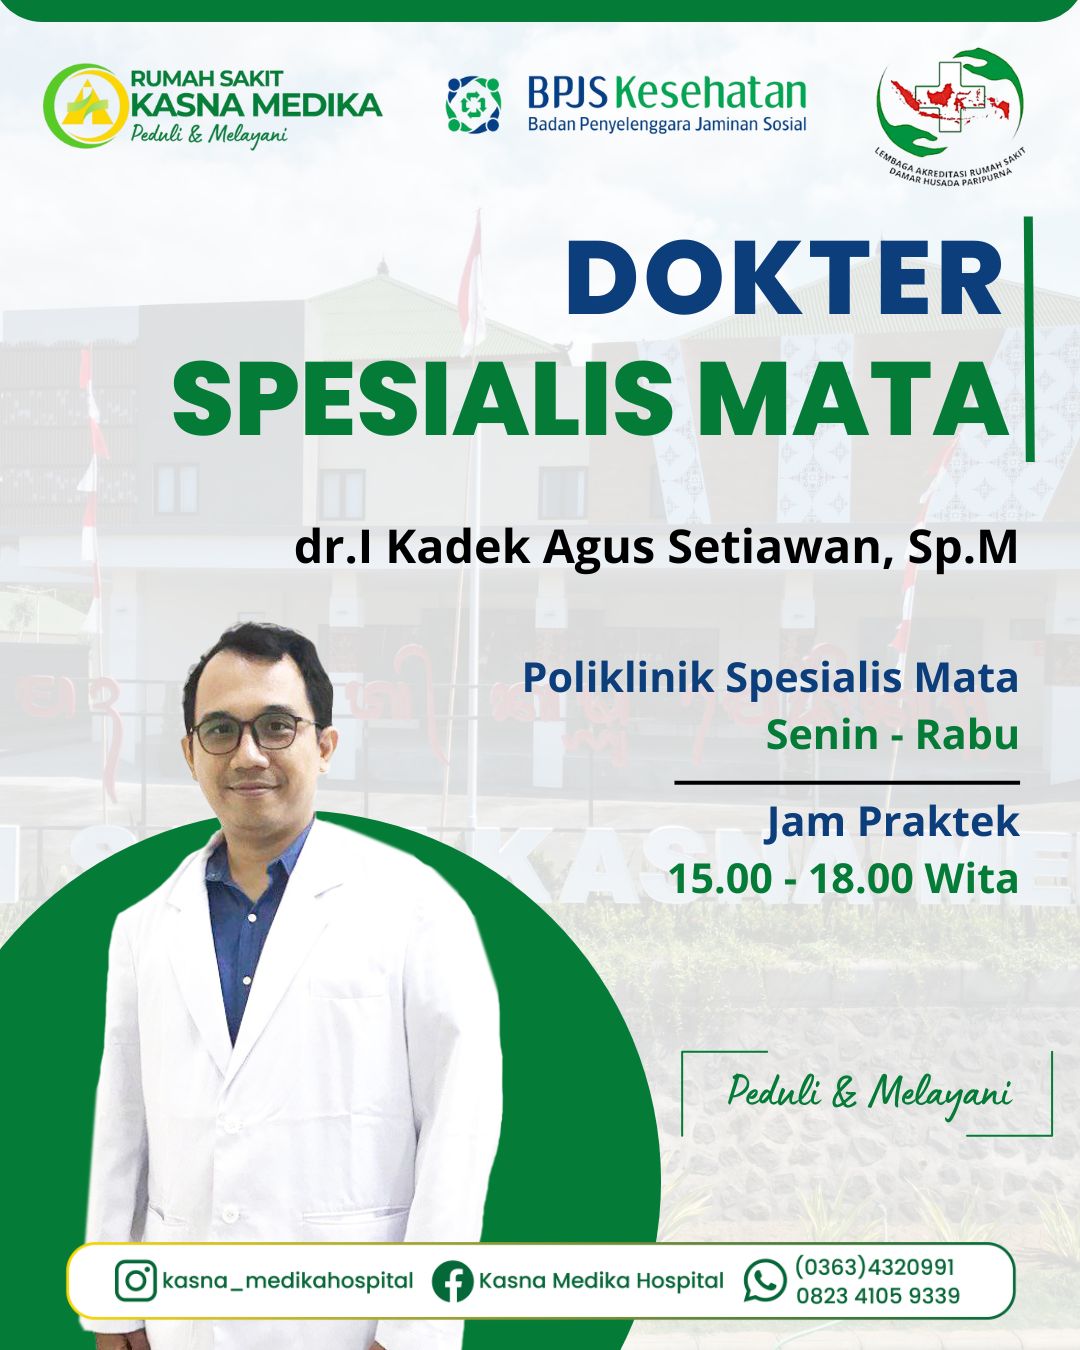 RUMAH SAKIT
KASNA MEDIKA
Peduli & Melayani
BPJS Kesehatan
Badan Penyelenggara Jaminan Sosial
LEMBAGA AKREDITASI RUMAH SAKIT
DAMAR HUSADA PARIPURNA
DOKTER
SPESIALIS MATA
dr.I Kadek Agus Setiawan, Sp.M
Poliklinik Spesialis Mata
Senin - Rabu
Jam Praktek
15.00 - 18.00 Wita
Peduli & Melayani
kasna_medikahospital
Kasna Medika Hospital
(0363)4320991
0823 4105 9339